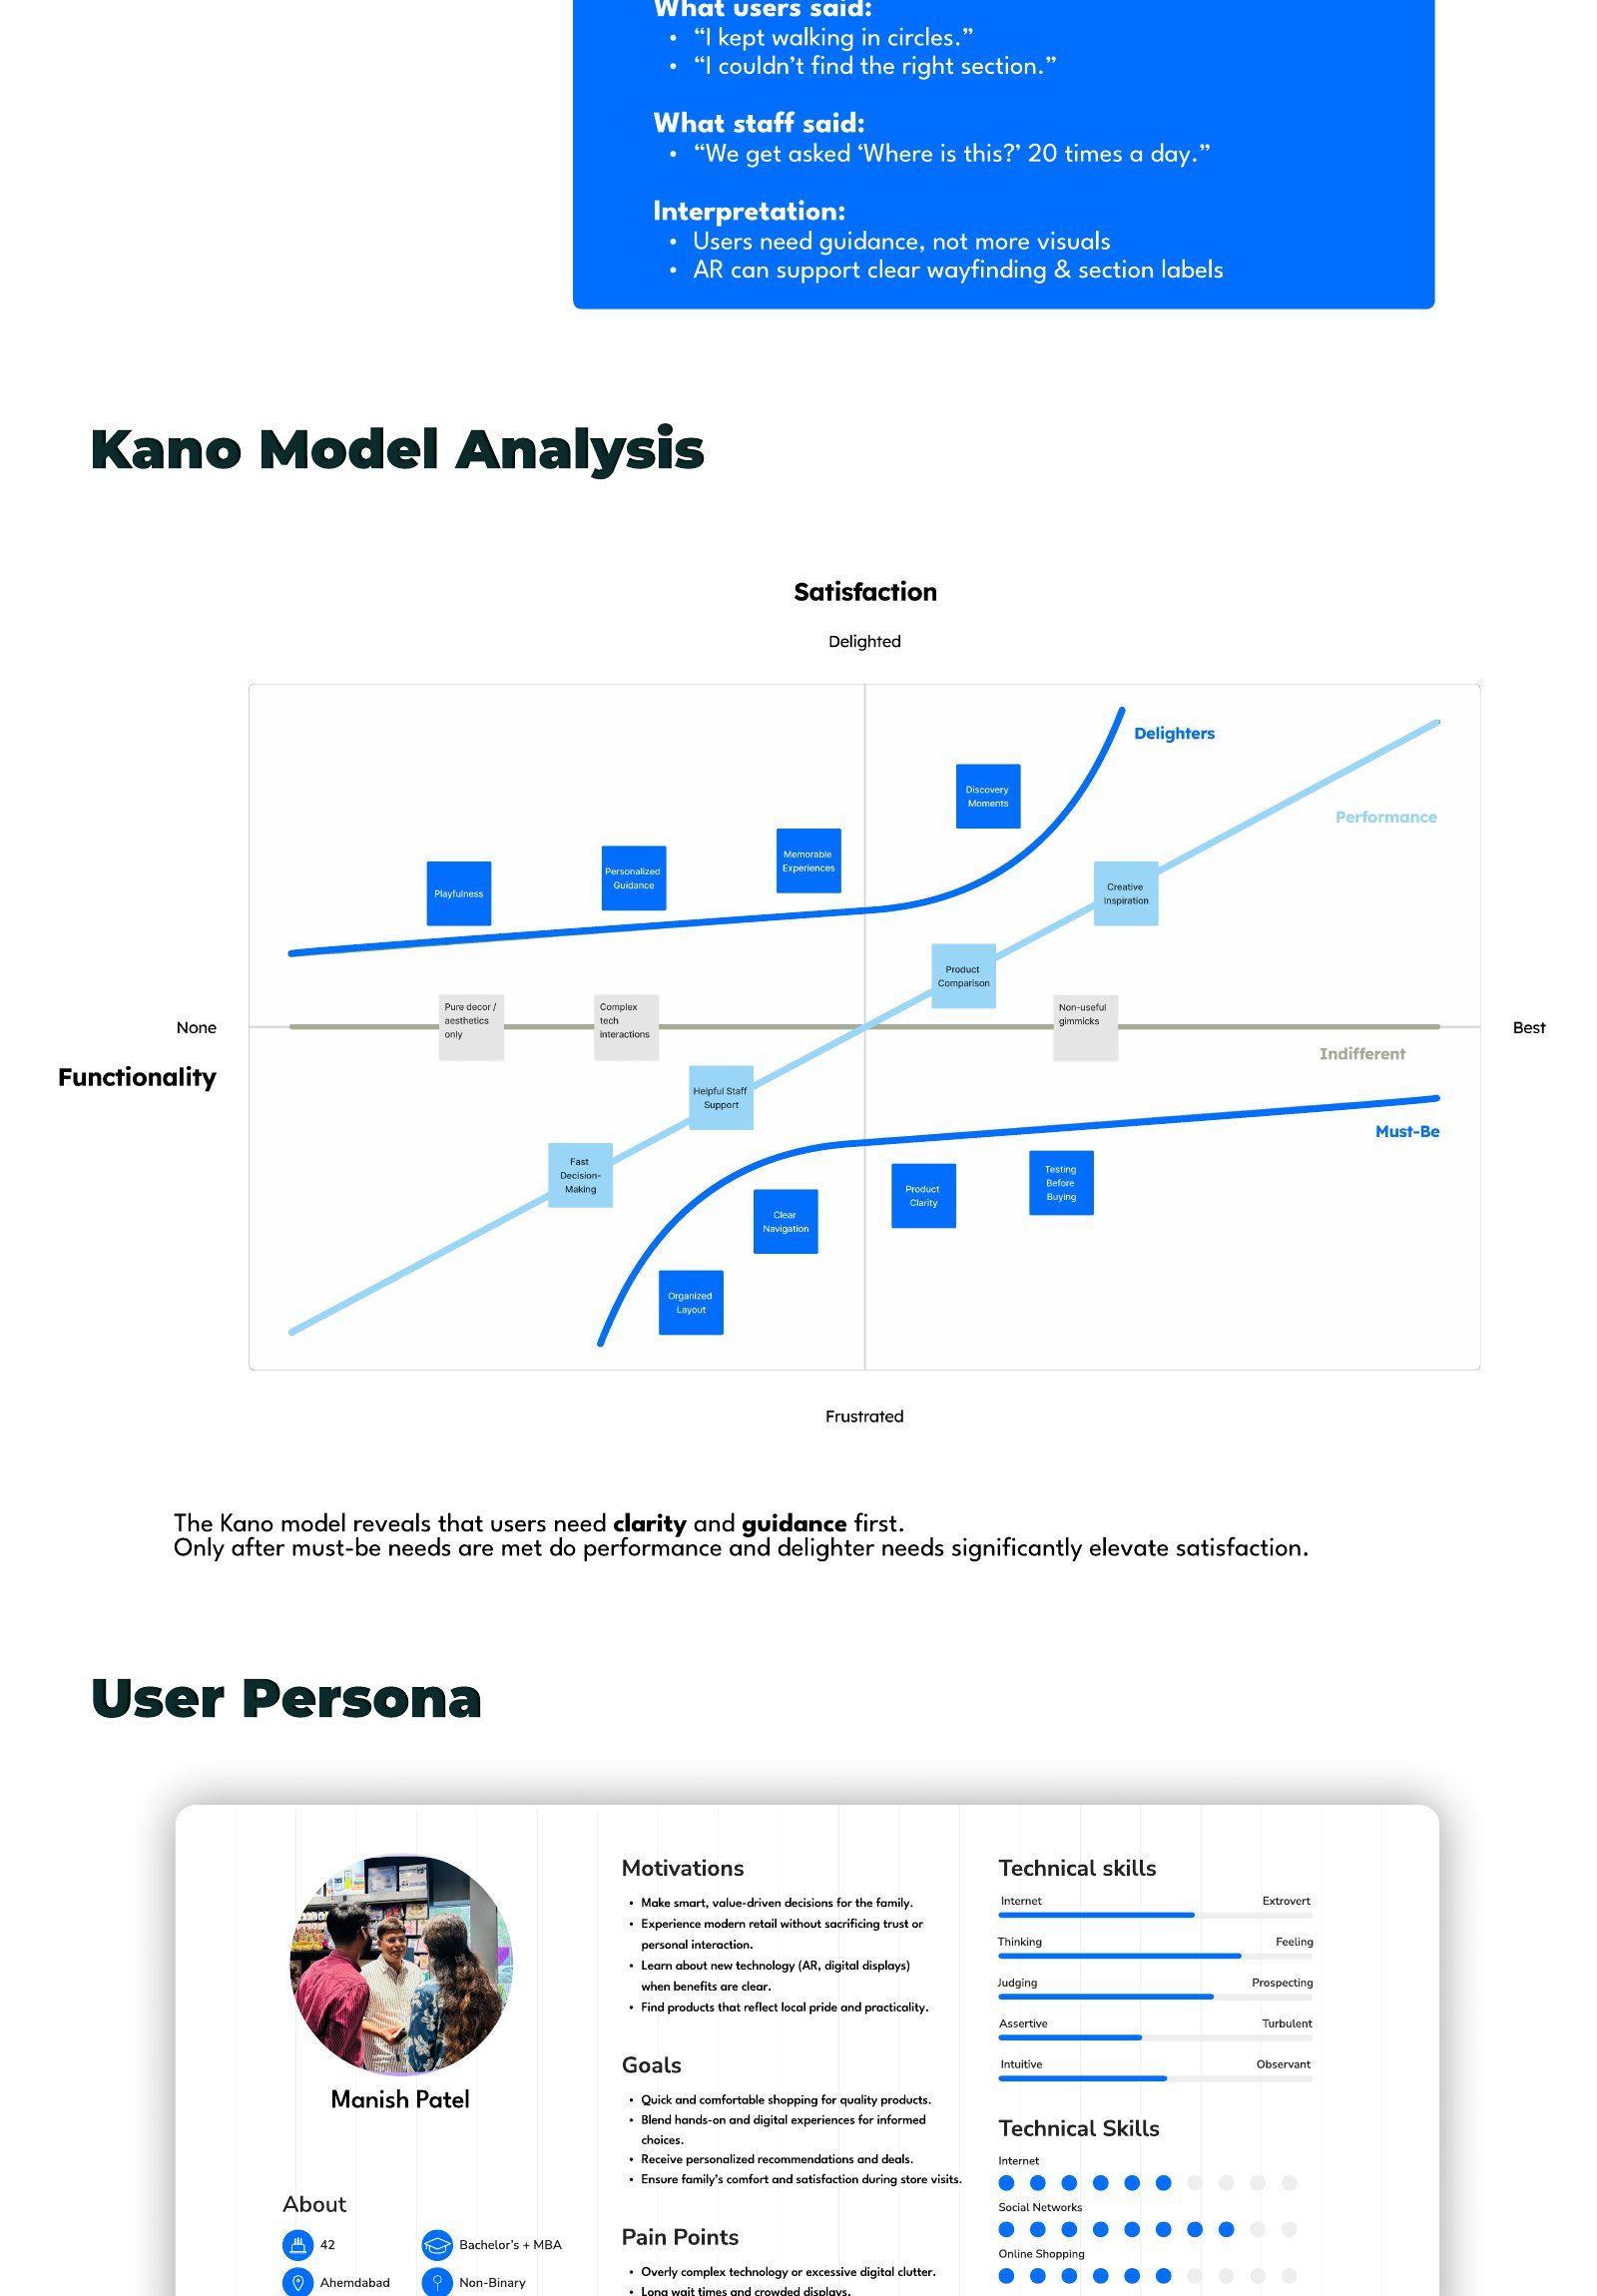 What users said:
• “I kept walking in circles.”
• “I couldn’t find the right section.”
What staff said:
• “We get asked ‘Where is this?’ 20 times a day.”
Interpretation:
• Users need guidance, not more visuals
• AR can support clear wayfinding & section labels
Kano Model Analysis
Satisfaction
Delighted
Delighters
Performance
Discovery
Moments
Memorable
Experiences
Personalized
Guidance
Playfulness
Creative
Inspiration
Product
Comparison
None
Functionality
Best
Pure decor /
aesthetics
only
Complex
tech
interactions
Non-useful
gimmicks
Indifferent
Helpful Staff
Support
Must-Be
Fast
Decision-
Making
Clear
Navigation
Product
Clarity
Testing
Before
Buying
Organized
Layout
Frustrated
The Kano model reveals that users need clarity and guidance first.
Only after must-be needs are met do performance and delighter needs significantly elevate satisfaction.
User Persona
Manish Patel
About
42
Bachelor’s + MBA
Ahemdabad
Non-Binary
Motivations
• Make smart, value-driven decisions for the family.
• Experience modern retail without sacrificing trust or
personal interaction.
• Learn about new technology (AR, digital displays)
when benefits are clear.
• Find products that reflect local pride and practicality.
Goals
• Quick and comfortable shopping for quality products.
• Blend hands-on and digital experiences for informed
choices.
• Receive personalized recommendations and deals.
• Ensure family’s comfort and satisfaction during store visits.
Pain Points
• Overly complex technology or excessive digital clutter.
• Long wait times and crowded displays.
Technical skills
Internet Extrovert
Thinking Feeling
Judging Prospecting
Assertive Turbulent
Intuitive Observant
Technical Skills
Internet
Social Networks
Online Shopping